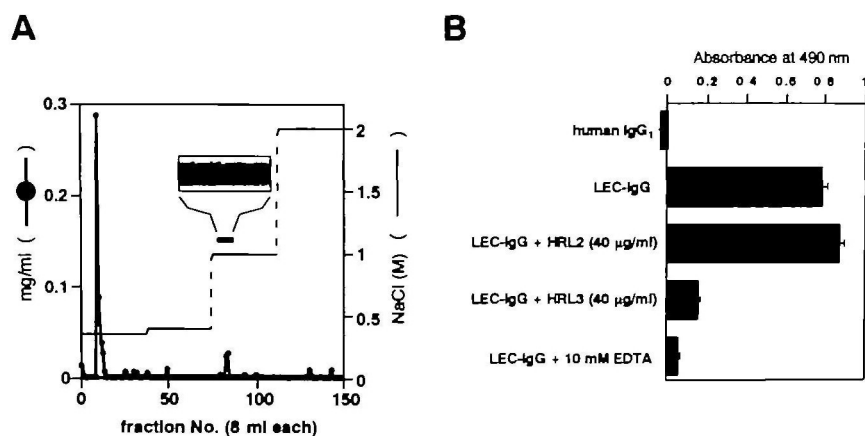 A
0.3
0.2
0.1
0
mg/ml ( )
2
1.5
1
0.5
0
NaCl (M) ( )
0 50 100 150
fraction No. (8 ml each)
B
Absorbance at 490 nm
0 0 2 0 4 0 6 0 8 1
human IgG1
LEC-IgG
LEC-IgG + HRL2 (40 µg/ml)
LEC-IgG + HRL3 (40 µg/ml)
LEC-IgG + 10 mM EDTA